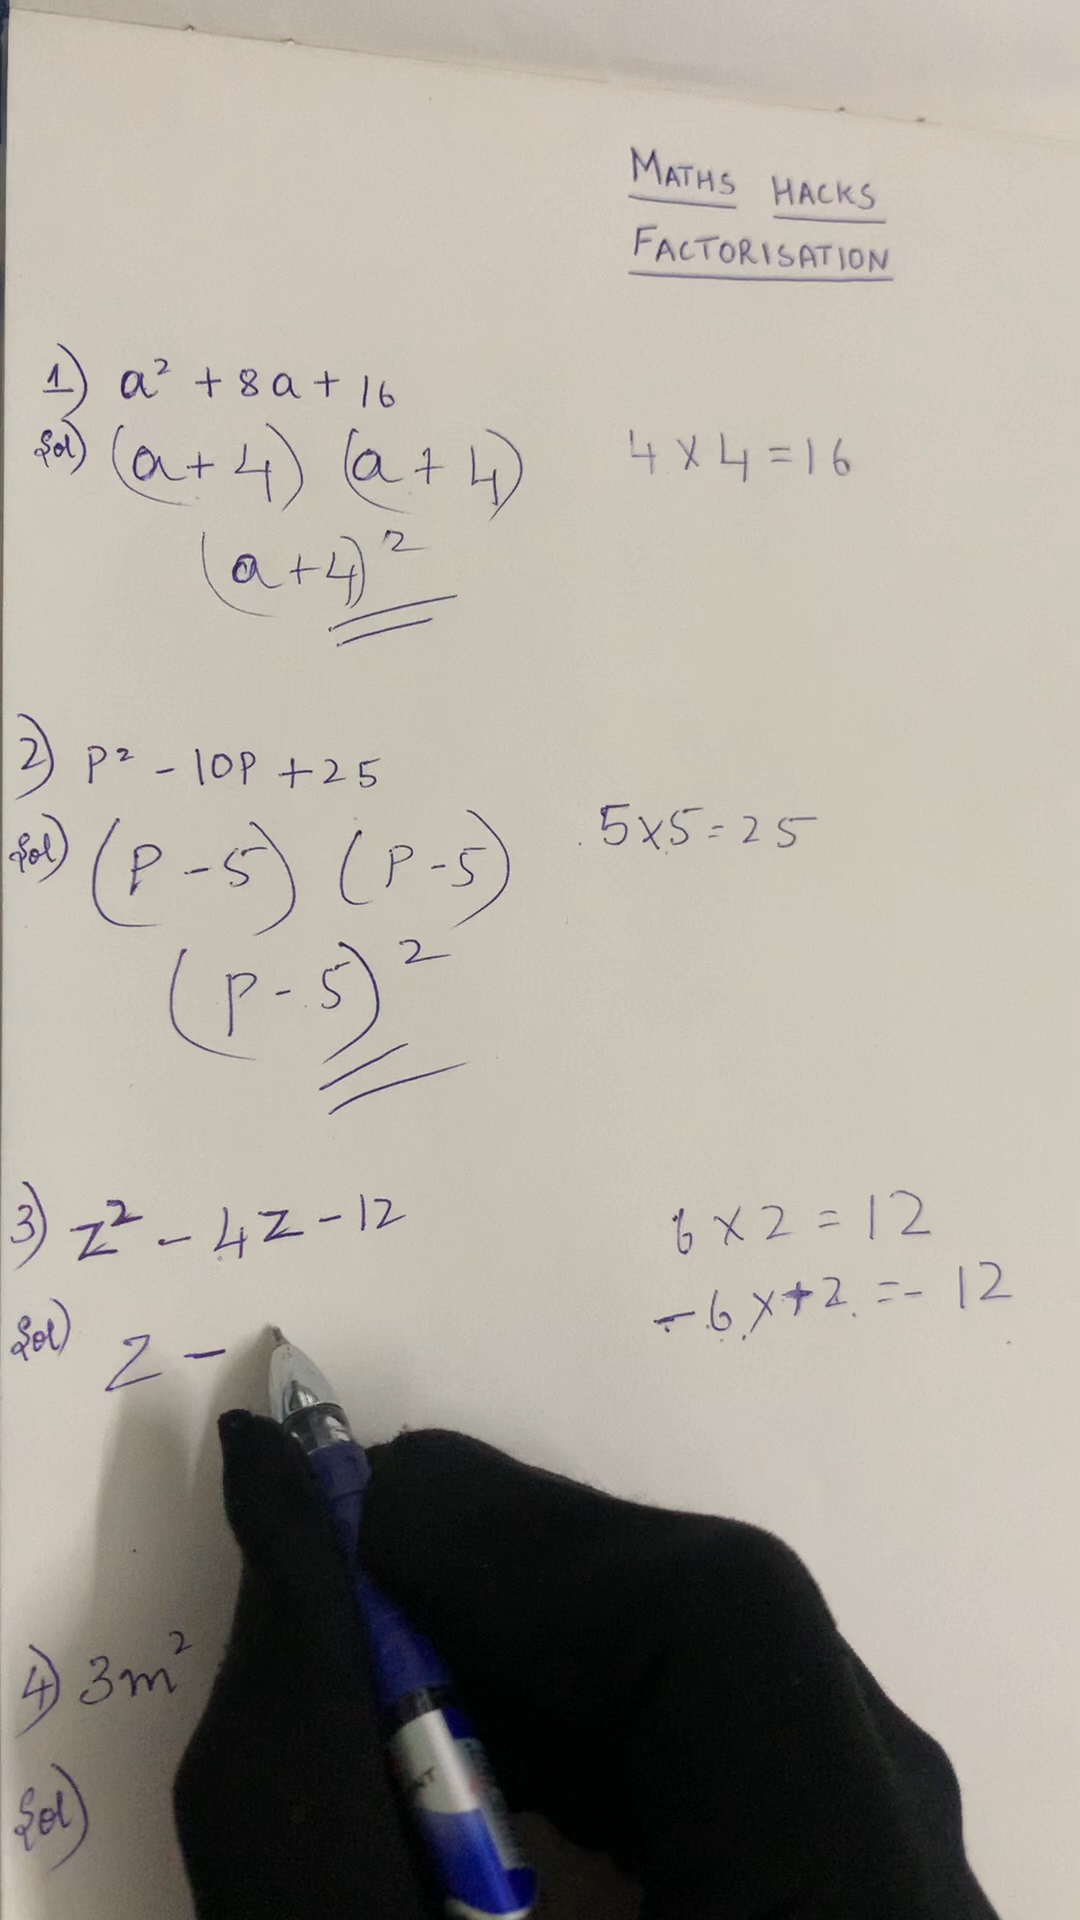 MATHS HACKS
FACTORISATION
1) a² + 8a + 16
Sol) (a + 4) (a + 4) 4 × 4 = 16
(a + 4)²
2) P² - 10P + 25
Sol) (P - 5) (P - 5) 5 × 5 = 25
(P - 5)²
3) z² - 4z - 12 6 × 2 = 12
-6 × +2 = - 12
Sol) z -
4) 3m²
Sol)